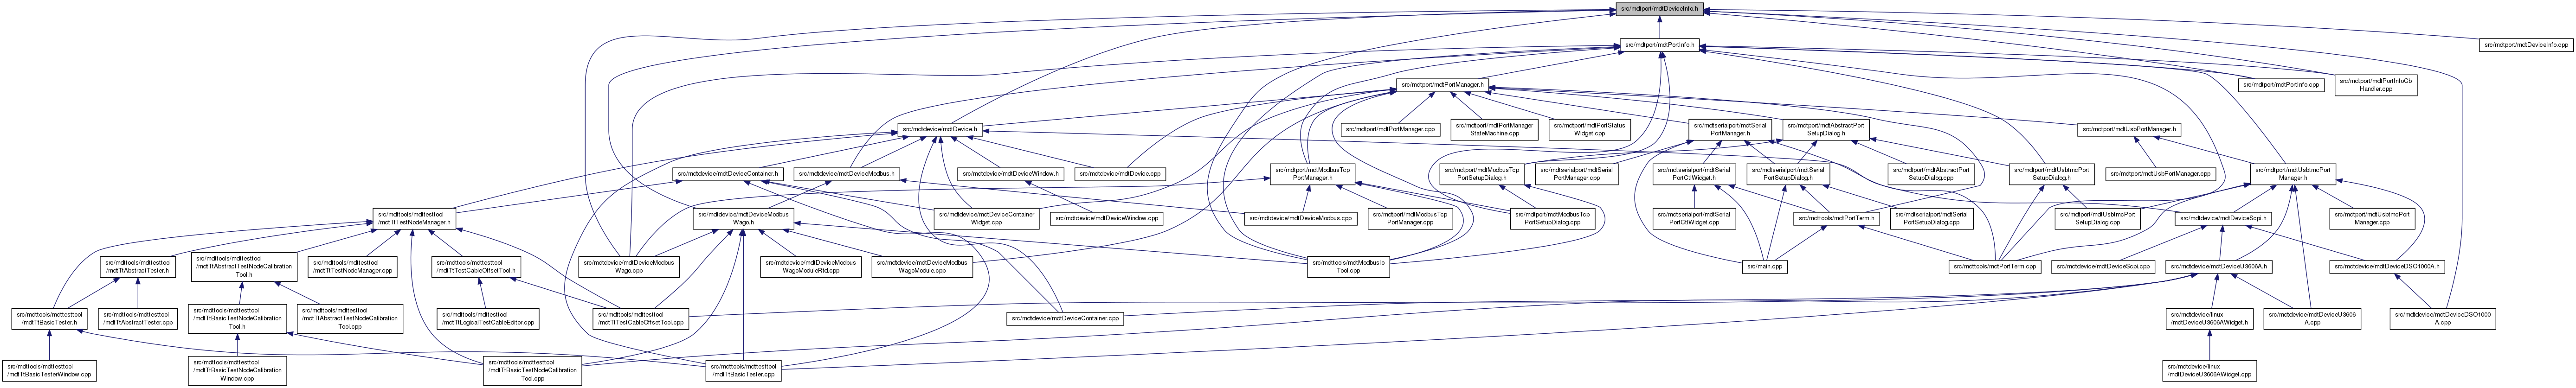 src/mdtport/mdtDeviceInfo.h
src/mdtport/mdtPortInfo.h
src/mdtport/mdtDeviceInfo.cpp
src/mdtport/mdtPortManager.h
src/mdtport/mdtPortInfo.cpp
src/mdtport/mdtPortInfoCb
Handler.cpp
src/mdtdevice/mdtDevice.h
src/mdtport/mdtPortManager.cpp
src/mdtport/mdtPortManager
StateMachine.cpp
src/mdtport/mdtPortStatus
Widget.cpp
src/mdtserialport/mdtSerial
PortManager.h
src/mdtport/mdtAbstractPort
SetupDialog.h
src/mdtport/mdtUsbPortManager.h
src/mdtdevice/mdtDeviceContainer.h
src/mdtdevice/mdtDeviceModbus.h
src/mdtdevice/mdtDeviceWindow.h
src/mdtdevice/mdtDevice.cpp
src/mdtport/mdtModbusTcp
PortManager.h
src/mdtport/mdtModbusTcp
PortSetupDialog.h
src/mdtserialport/mdtSerial
PortManager.cpp
src/mdtserialport/mdtSerial
PortCtlWidget.h
src/mdtserialport/mdtSerial
PortSetupDialog.h
src/mdtport/mdtAbstractPort
SetupDialog.cpp
src/mdtport/mdtUsbtmcPort
SetupDialog.h
src/mdtport/mdtUsbPortManager.cpp
src/mdtport/mdtUsbtmcPort
Manager.h
src/mdttools/mdttesttool
/mdtTtTestNodeManager.h
src/mdtdevice/mdtDeviceModbus
Wago.h
src/mdtdevice/mdtDeviceContainer
Widget.cpp
src/mdtdevice/mdtDeviceWindow.cpp
src/mdtdevice/mdtDeviceModbus.cpp
src/mdtport/mdtModbusTcp
PortManager.cpp
src/mdtport/mdtModbusTcp
PortSetupDialog.cpp
src/mdtserialport/mdtSerial
PortCtlWidget.cpp
src/mdttools/mdtPortTerm.h
src/mdtserialport/mdtSerial
PortSetupDialog.cpp
src/mdtport/mdtUsbtmcPort
SetupDialog.cpp
src/mdtdevice/mdtDeviceScpi.h
src/mdtport/mdtUsbtmcPort
Manager.cpp
src/mdttools/mdttesttool
/mdtTtAbstractTester.h
src/mdttools/mdttesttool
/mdtTtAbstractTestNodeCalibration
Tool.h
src/mdttools/mdttesttool
/mdtTtTestNodeManager.cpp
src/mdttools/mdttesttool
/mdtTtTestCableOffsetTool.h
src/mdtdevice/mdtDeviceModbus
Wago.cpp
src/mdtdevice/mdtDeviceModbus
WagoModuleRtd.cpp
src/mdtdevice/mdtDeviceModbus
WagoModule.cpp
src/mdttools/mdtModbusIo
Tool.cpp
src/main.cpp
src/mdttools/mdtPortTerm.cpp
src/mdtdevice/mdtDeviceScpi.cpp
src/mdtdevice/mdtDeviceU3606A.h
src/mdtdevice/mdtDeviceDSO1000A.h
src/mdttools/mdttesttool
/mdtTtBasicTester.h
src/mdttools/mdttesttool
/mdtTtAbstractTester.cpp
src/mdttools/mdttesttool
/mdtTtBasicTestNodeCalibration
Tool.h
src/mdttools/mdttesttool
/mdtTtAbstractTestNodeCalibration
Tool.cpp
src/mdttools/mdttesttool
/mdtTtLogicalTestCableEditor.cpp
src/mdttools/mdttesttool
/mdtTtTestCableOffsetTool.cpp
src/mdtdevice/mdtDeviceContainer.cpp
src/mdtdevice/linux
/mdtDeviceU3606AWidget.h
src/mdtdevice/mdtDeviceU3606
A.cpp
src/mdtdevice/mdtDeviceDSO1000
A.cpp
src/mdttools/mdttesttool
/mdtTtBasicTesterWindow.cpp
src/mdttools/mdttesttool
/mdtTtBasicTestNodeCalibration
Window.cpp
src/mdttools/mdttesttool
/mdtTtBasicTestNodeCalibration
Tool.cpp
src/mdttools/mdttesttool
/mdtTtBasicTester.cpp
src/mdtdevice/linux
/mdtDeviceU3606AWidget.cpp